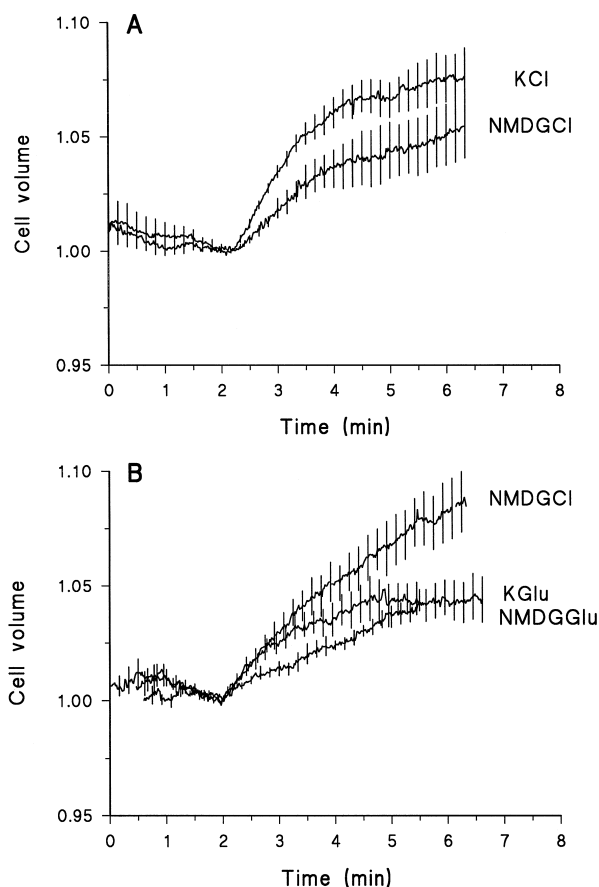 A
1.10
1.05
1.00
0.95
Cell volume
KCl
NMDGCl
0 1 2 3 4 5 6 7 8
Time (min)
B
1.10
1.05
1.00
0.95
Cell volume
NMDGCl
KGlu
NMDGGlu
0 1 2 3 4 5 6 7 8
Time (min)